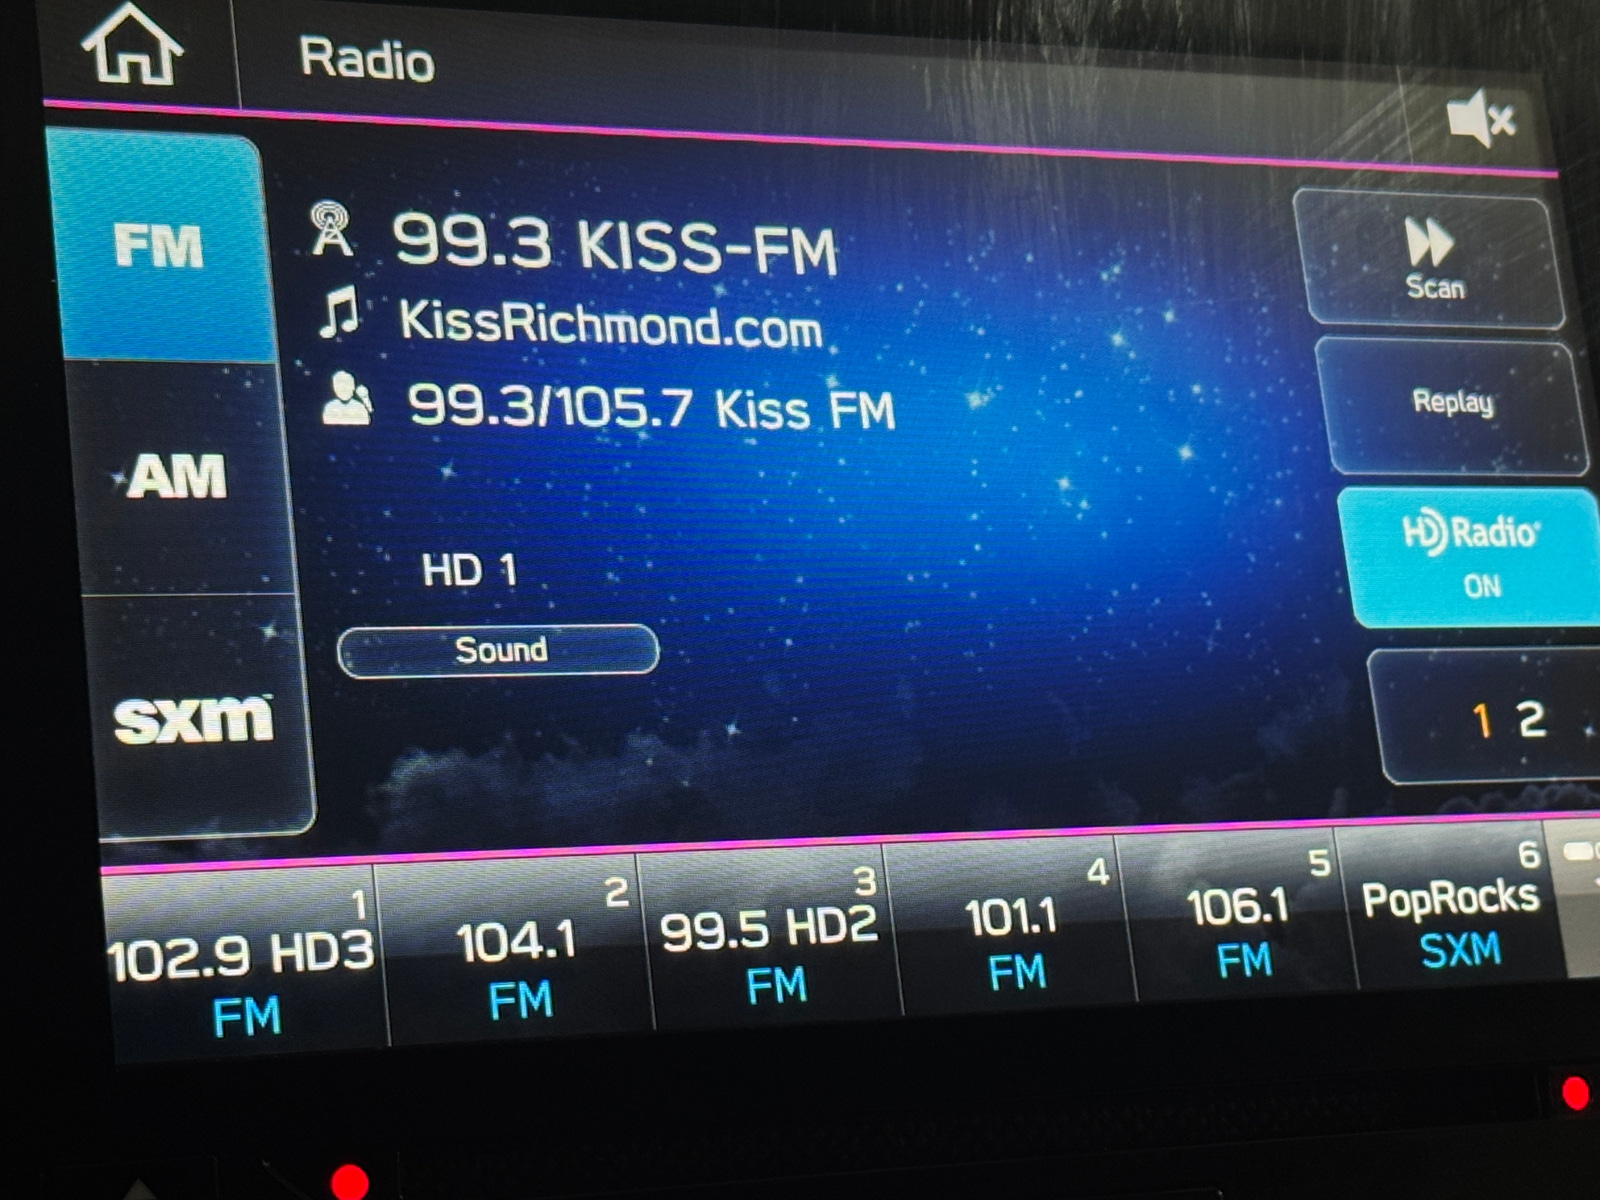 Radio
FM
AM
sxm
99.3 KISS-FM
KissRichmond.com
99.3/105.7 Kiss FM
HD 1
Sound
Scan
Replay
HD Radio
ON
1 2
1
102.9 HD3
FM
2
104.1
FM
3
99.5 HD2
FM
4
101.1
FM
5
106.1
FM
6
PopRocks
SXM